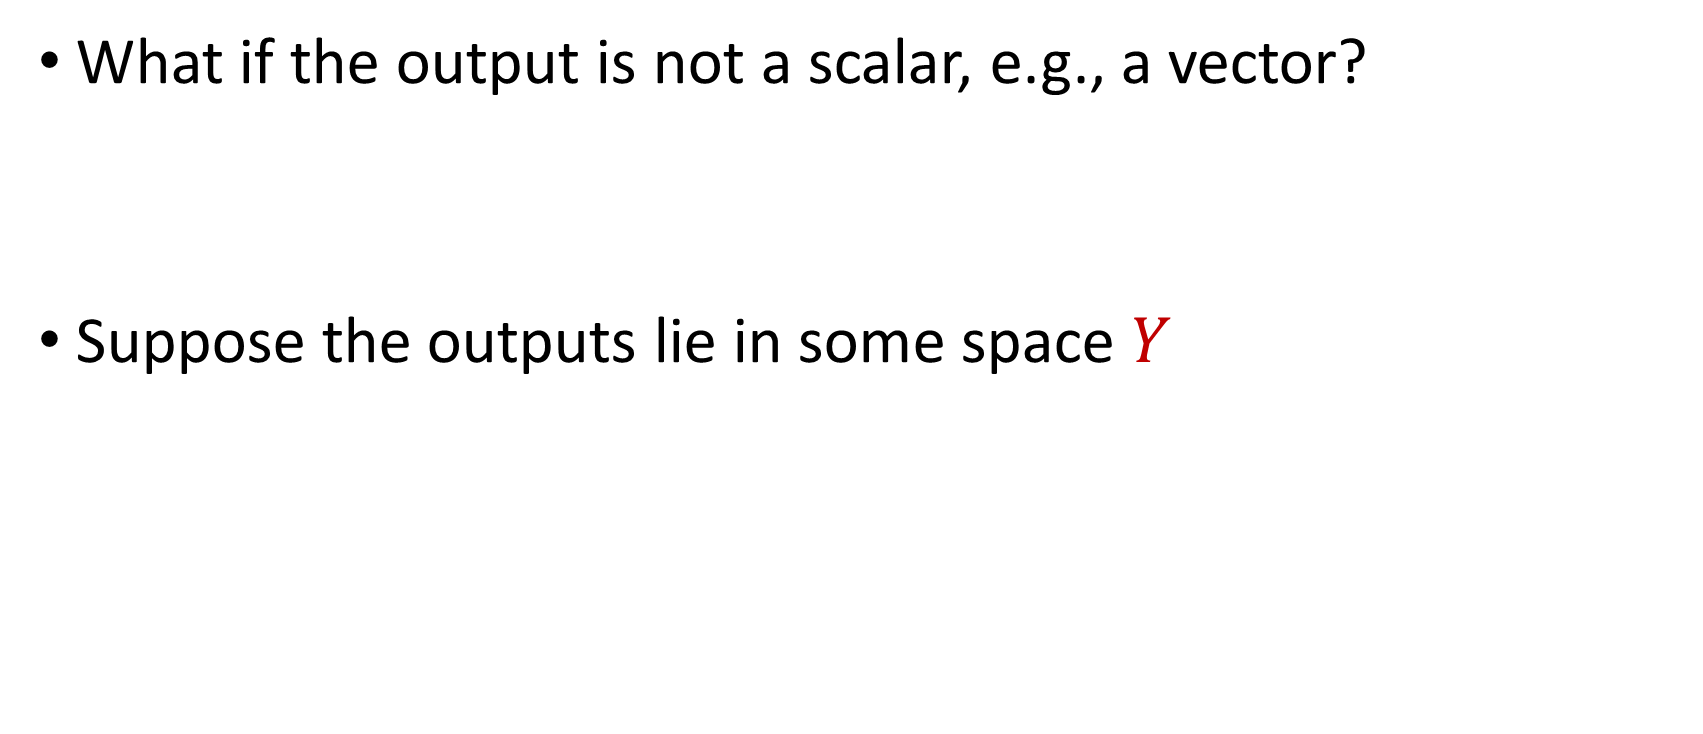 • What if the output is not a scalar, e.g., a vector?
• Suppose the outputs lie in some space Y